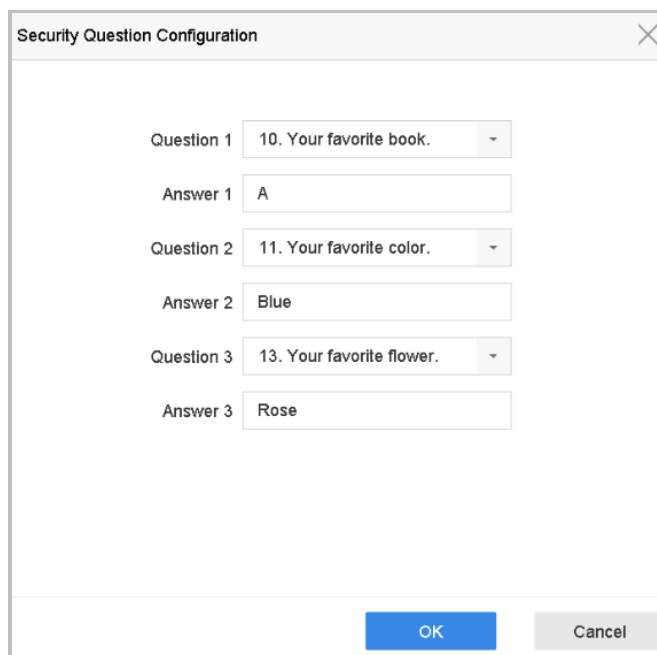 Security Question Configuration
Question 1 10. Your favorite book.
Answer 1 A
Question 2 11. Your favorite color.
Answer 2 Blue
Question 3 13. Your favorite flower.
Answer 3 Rose
OK Cancel